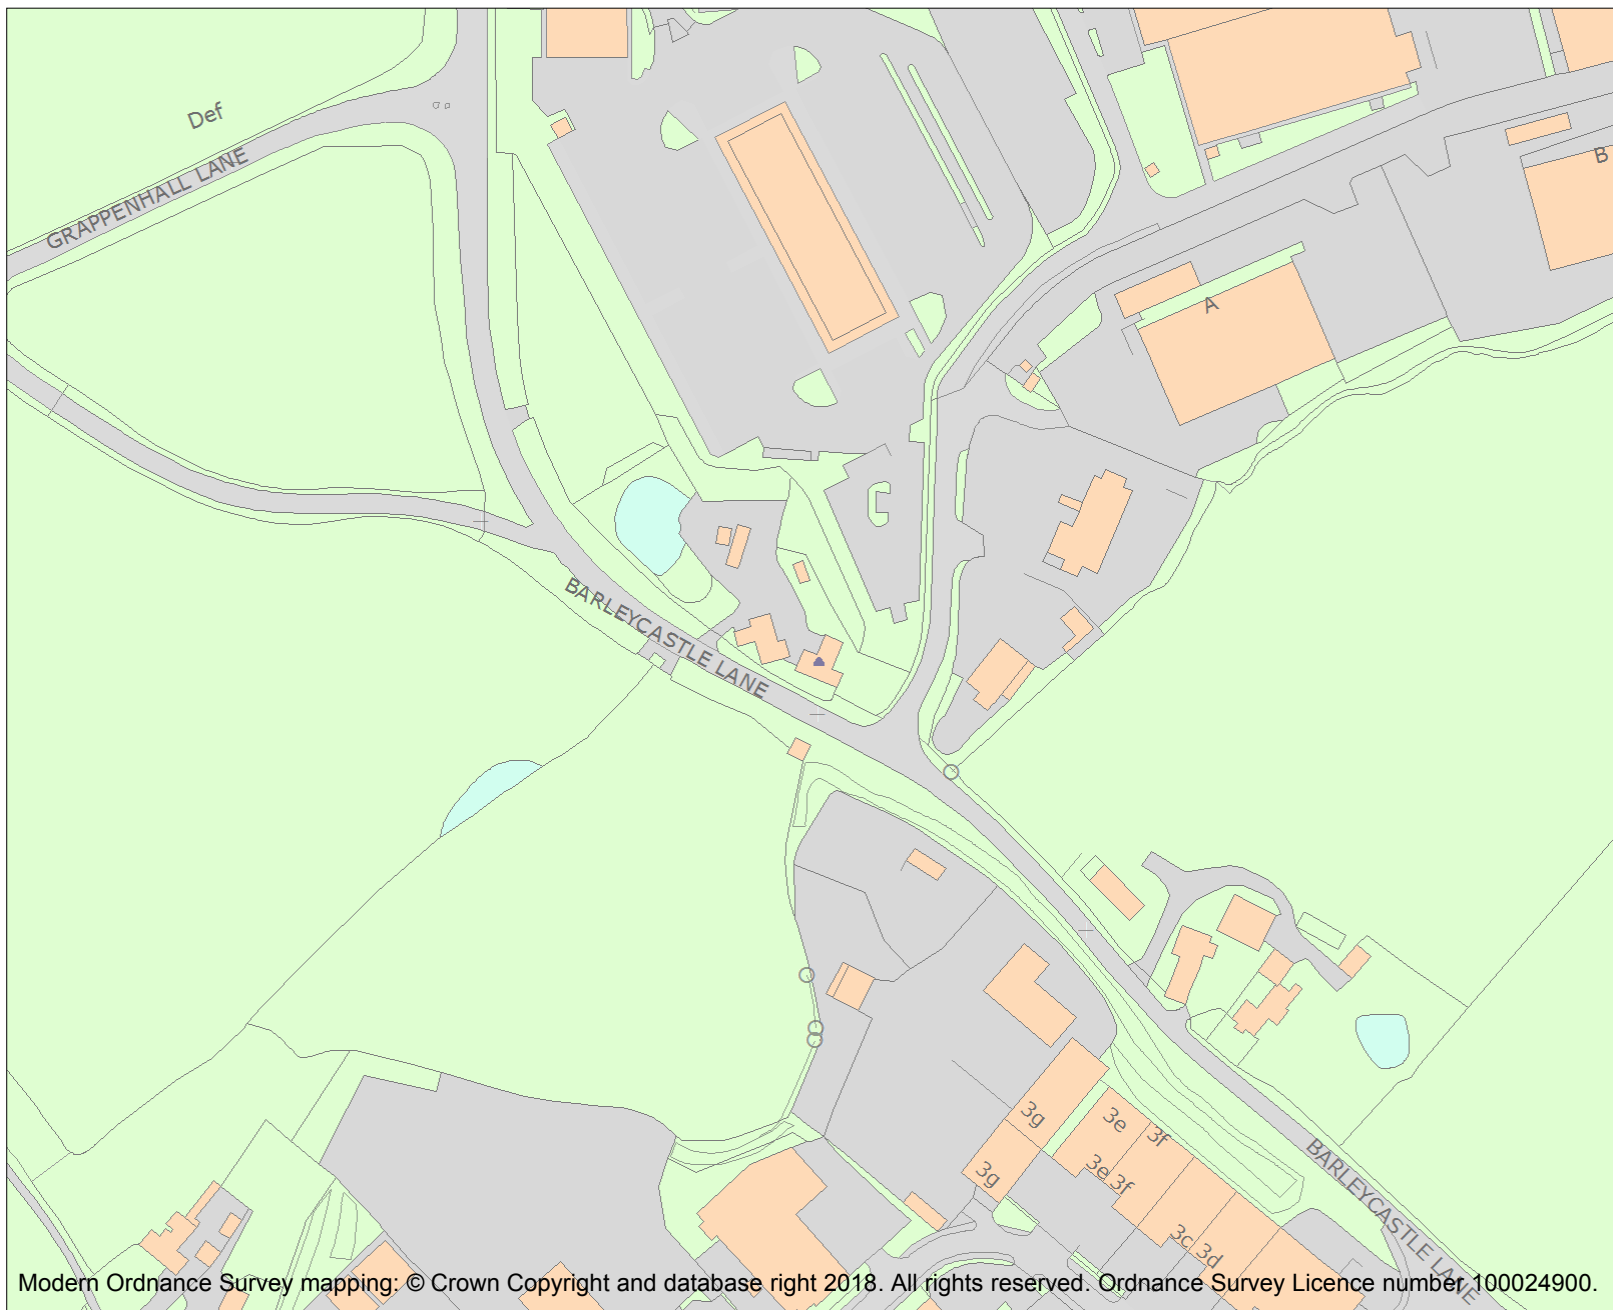 Def
GRAPPENHALL LANE
B
A
BARLEYCASTLE LANE
3g
3e
3f
3g
3e
3f
3c
3d
BARLEYCASTLE LANE
Modern Ordnance Survey mapping: © Crown Copyright and database right 2018. All rights reserved. Ordnance Survey Licence number 100024900.